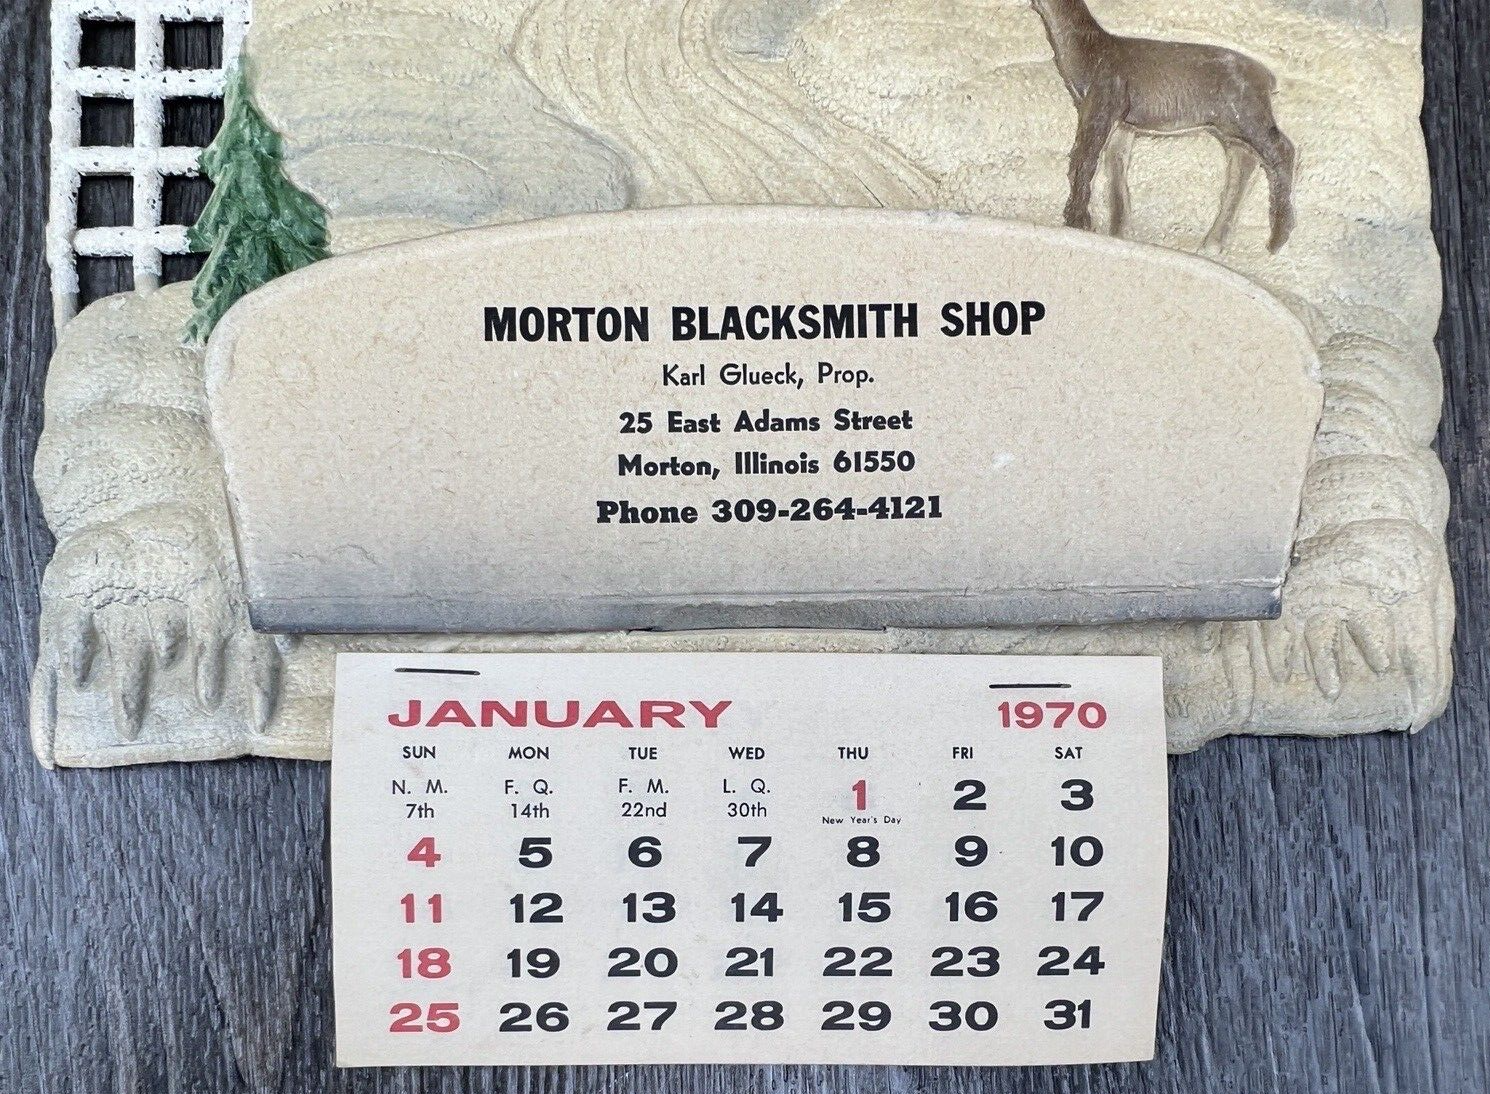 MORTON BLACKSMITH SHOP
Karl Glueck, Prop.
25 East Adams Street
Morton, Illinois 61550
Phone 309-264-4121
JANUARY 1970
SUN MON TUE WED THU FRI SAT
N. M. F. Q. F. M. L. Q. 1 2 3
7th 14th 22nd 30th New Year's Day
4 5 6 7 8 9 10
11 12 13 14 15 16 17
18 19 20 21 22 23 24
25 26 27 28 29 30 31